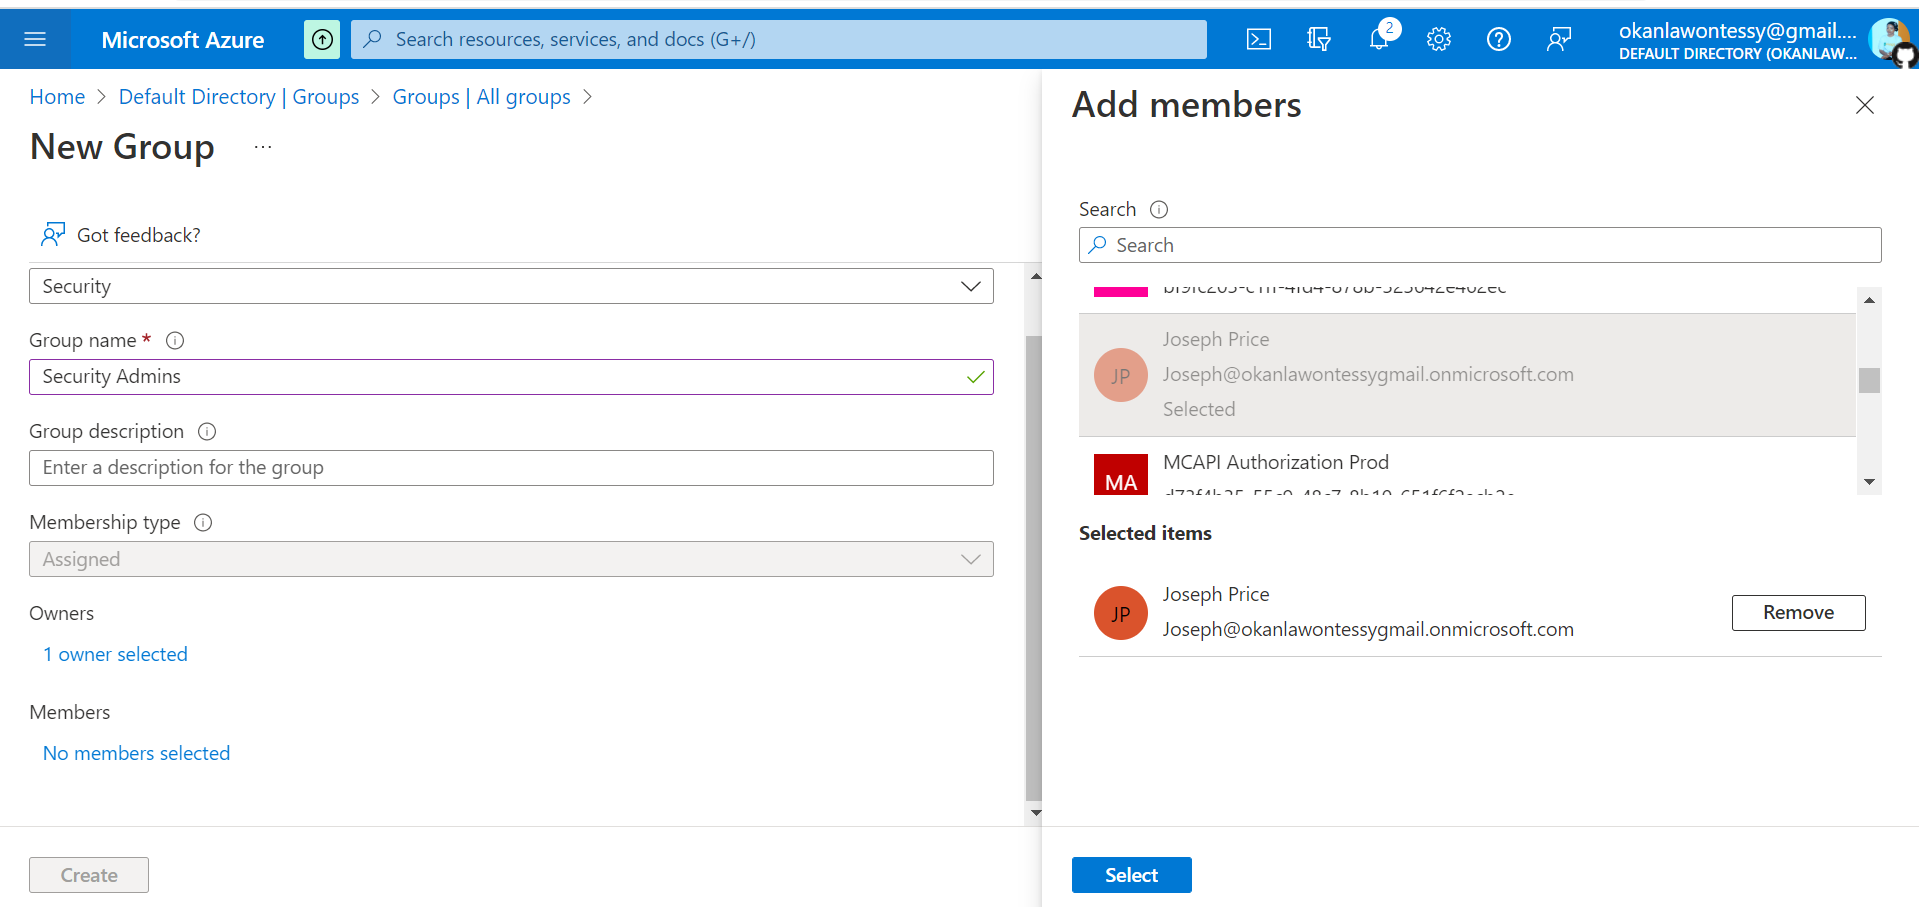 Microsoft Azure
Search resources, services, and docs (G+/)
2
okanlawontessy@gmail....
DEFAULT DIRECTORY (OKANLAW...
Home > Default Directory | Groups > Groups | All groups >
New Group ...
Got feedback?
Security
Group name *
Security Admins
Group description
Enter a description for the group
Membership type
Assigned
Owners
1 owner selected
Members
No members selected
Create
Add members
Search
Search
JP
Joseph Price
Joseph@okanlawontessygmail.onmicrosoft.com
Selected
MA
MCAPI Authorization Prod
Selected items
JP
Joseph Price
Joseph@okanlawontessygmail.onmicrosoft.com
Remove
Select